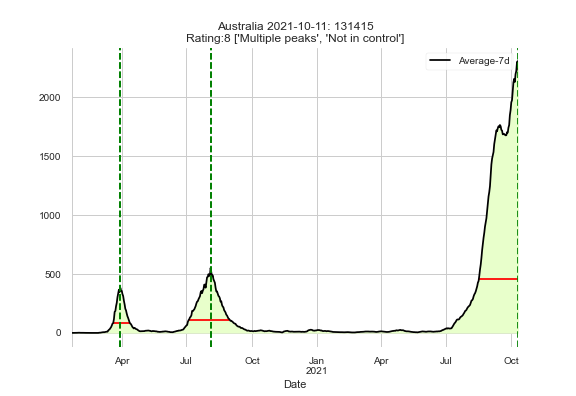 Australia 2021-10-11: 131415
Rating:8 ['Multiple peaks', 'Not in control']
Average-7d
2000
1500
1000
500
0
Apr
Jul
Oct
Jan
2021
Apr
Jul
Oct
Date